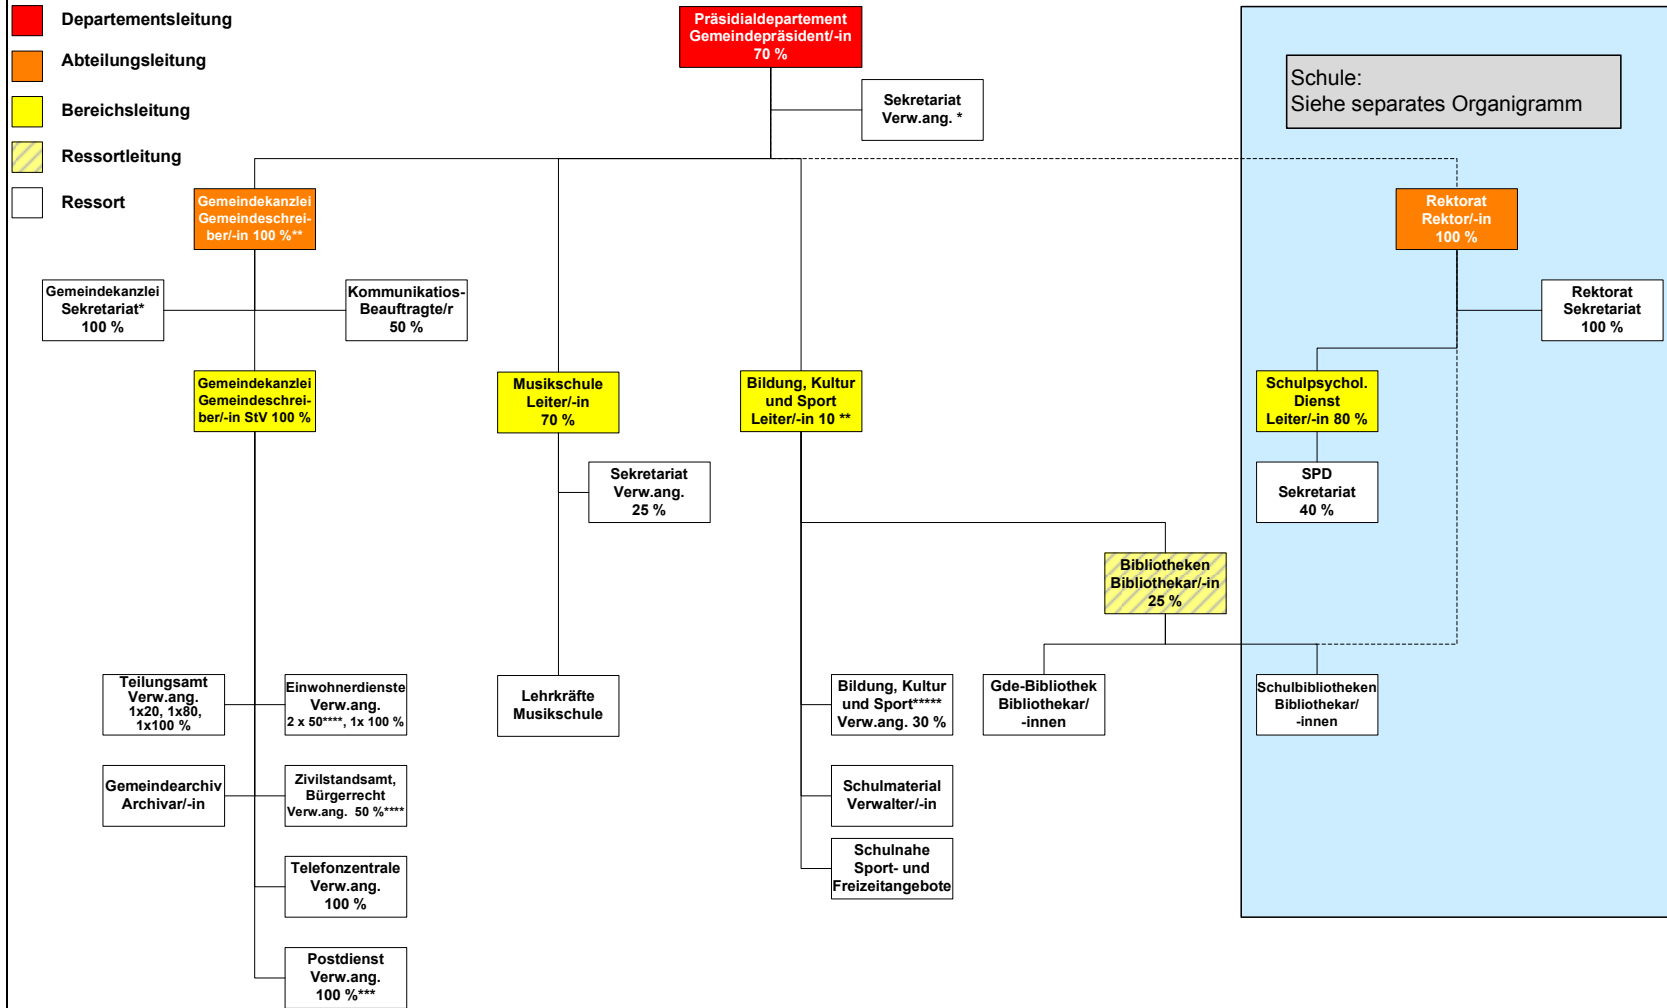 Departementsleitung
Abteilungsleitung
Bereichsleitung
Ressortleitung
Ressort
Präsidialdepartement
Gemeindepräsident/-in
70 %
Sekretariat
Verw.ang. *
Schule:
Siehe separates Organigramm
Gemeindekanzlei
Gemeindeschrei-
ber/-in 100 %**
Rektorat
Rektor/-in
100 %
Gemeindekanzlei
Sekretariat*
100 %
Kommunikatios-
Beauftragte/r
50 %
Rektorat
Sekretariat
100 %
Gemeindekanzlei
Gemeindeschrei-
ber/-in StV 100 %
Musikschule
Leiter/-in
70 %
Bildung, Kultur
und Sport
Leiter/-in 10 **
Schulpsychol.
Dienst
Leiter/-in 80 %
Sekretariat
Verw.ang.
25 %
SPD
Sekretariat
40 %
Bibliotheken
Bibliothekar/-in
25 %
Teilungsamt
Verw.ang.
1x20, 1x80,
1x100 %
Einwohnerdienste
Verw.ang.
2 x 50****, 1x 100 %
Lehrkräfte
Musikschule
Bildung, Kultur
und Sport*****
Verw.ang. 30 %
Gde-Bibliothek
Bibliothekar/
-innen
Schulbibliotheken
Bibliothekar/
-innen
Gemeindearchiv
Archivar/-in
Zivilstandsamt,
Bürgerrecht
Verw.ang.  50 %****
Schulmaterial
Verwalter/-in
Telefonzentrale
Verw.ang.
100 %
Schulnahe
Sport- und
Freizeitangebote
Postdienst
Verw.ang.
100 %***